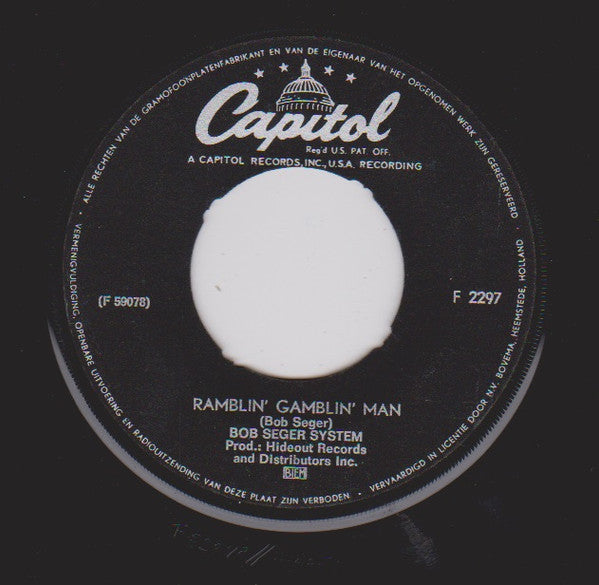 ALLE RECHTEN VAN DE GRAMOFOONPLATENFABRIKANT EN VAN DE EIGENAAR VAN HET OPGENOMEN WERK ZIJN GERESERVEERD
Capitol
Reg'd U.S. PAT. OFF.
A CAPITOL RECORDS, INC., U.S.A. RECORDING
(F 59078)
F 2297
RAMBLIN' GAMBLIN' MAN
(Bob Seger)
BOB SEGER SYSTEM
Prod.: Hideout Records
and Distributors Inc.
BIEM
· VERMENIGVULDIGING, OPENBARE UITVOERING EN RADIOUITZENDING VAN DEZE PLAAT ZIJN VERBODEN ·
VERVAARDIGD IN LICENTIE DOOR N.V. BOVEMA, HEEMSTEDE, HOLLAND ·